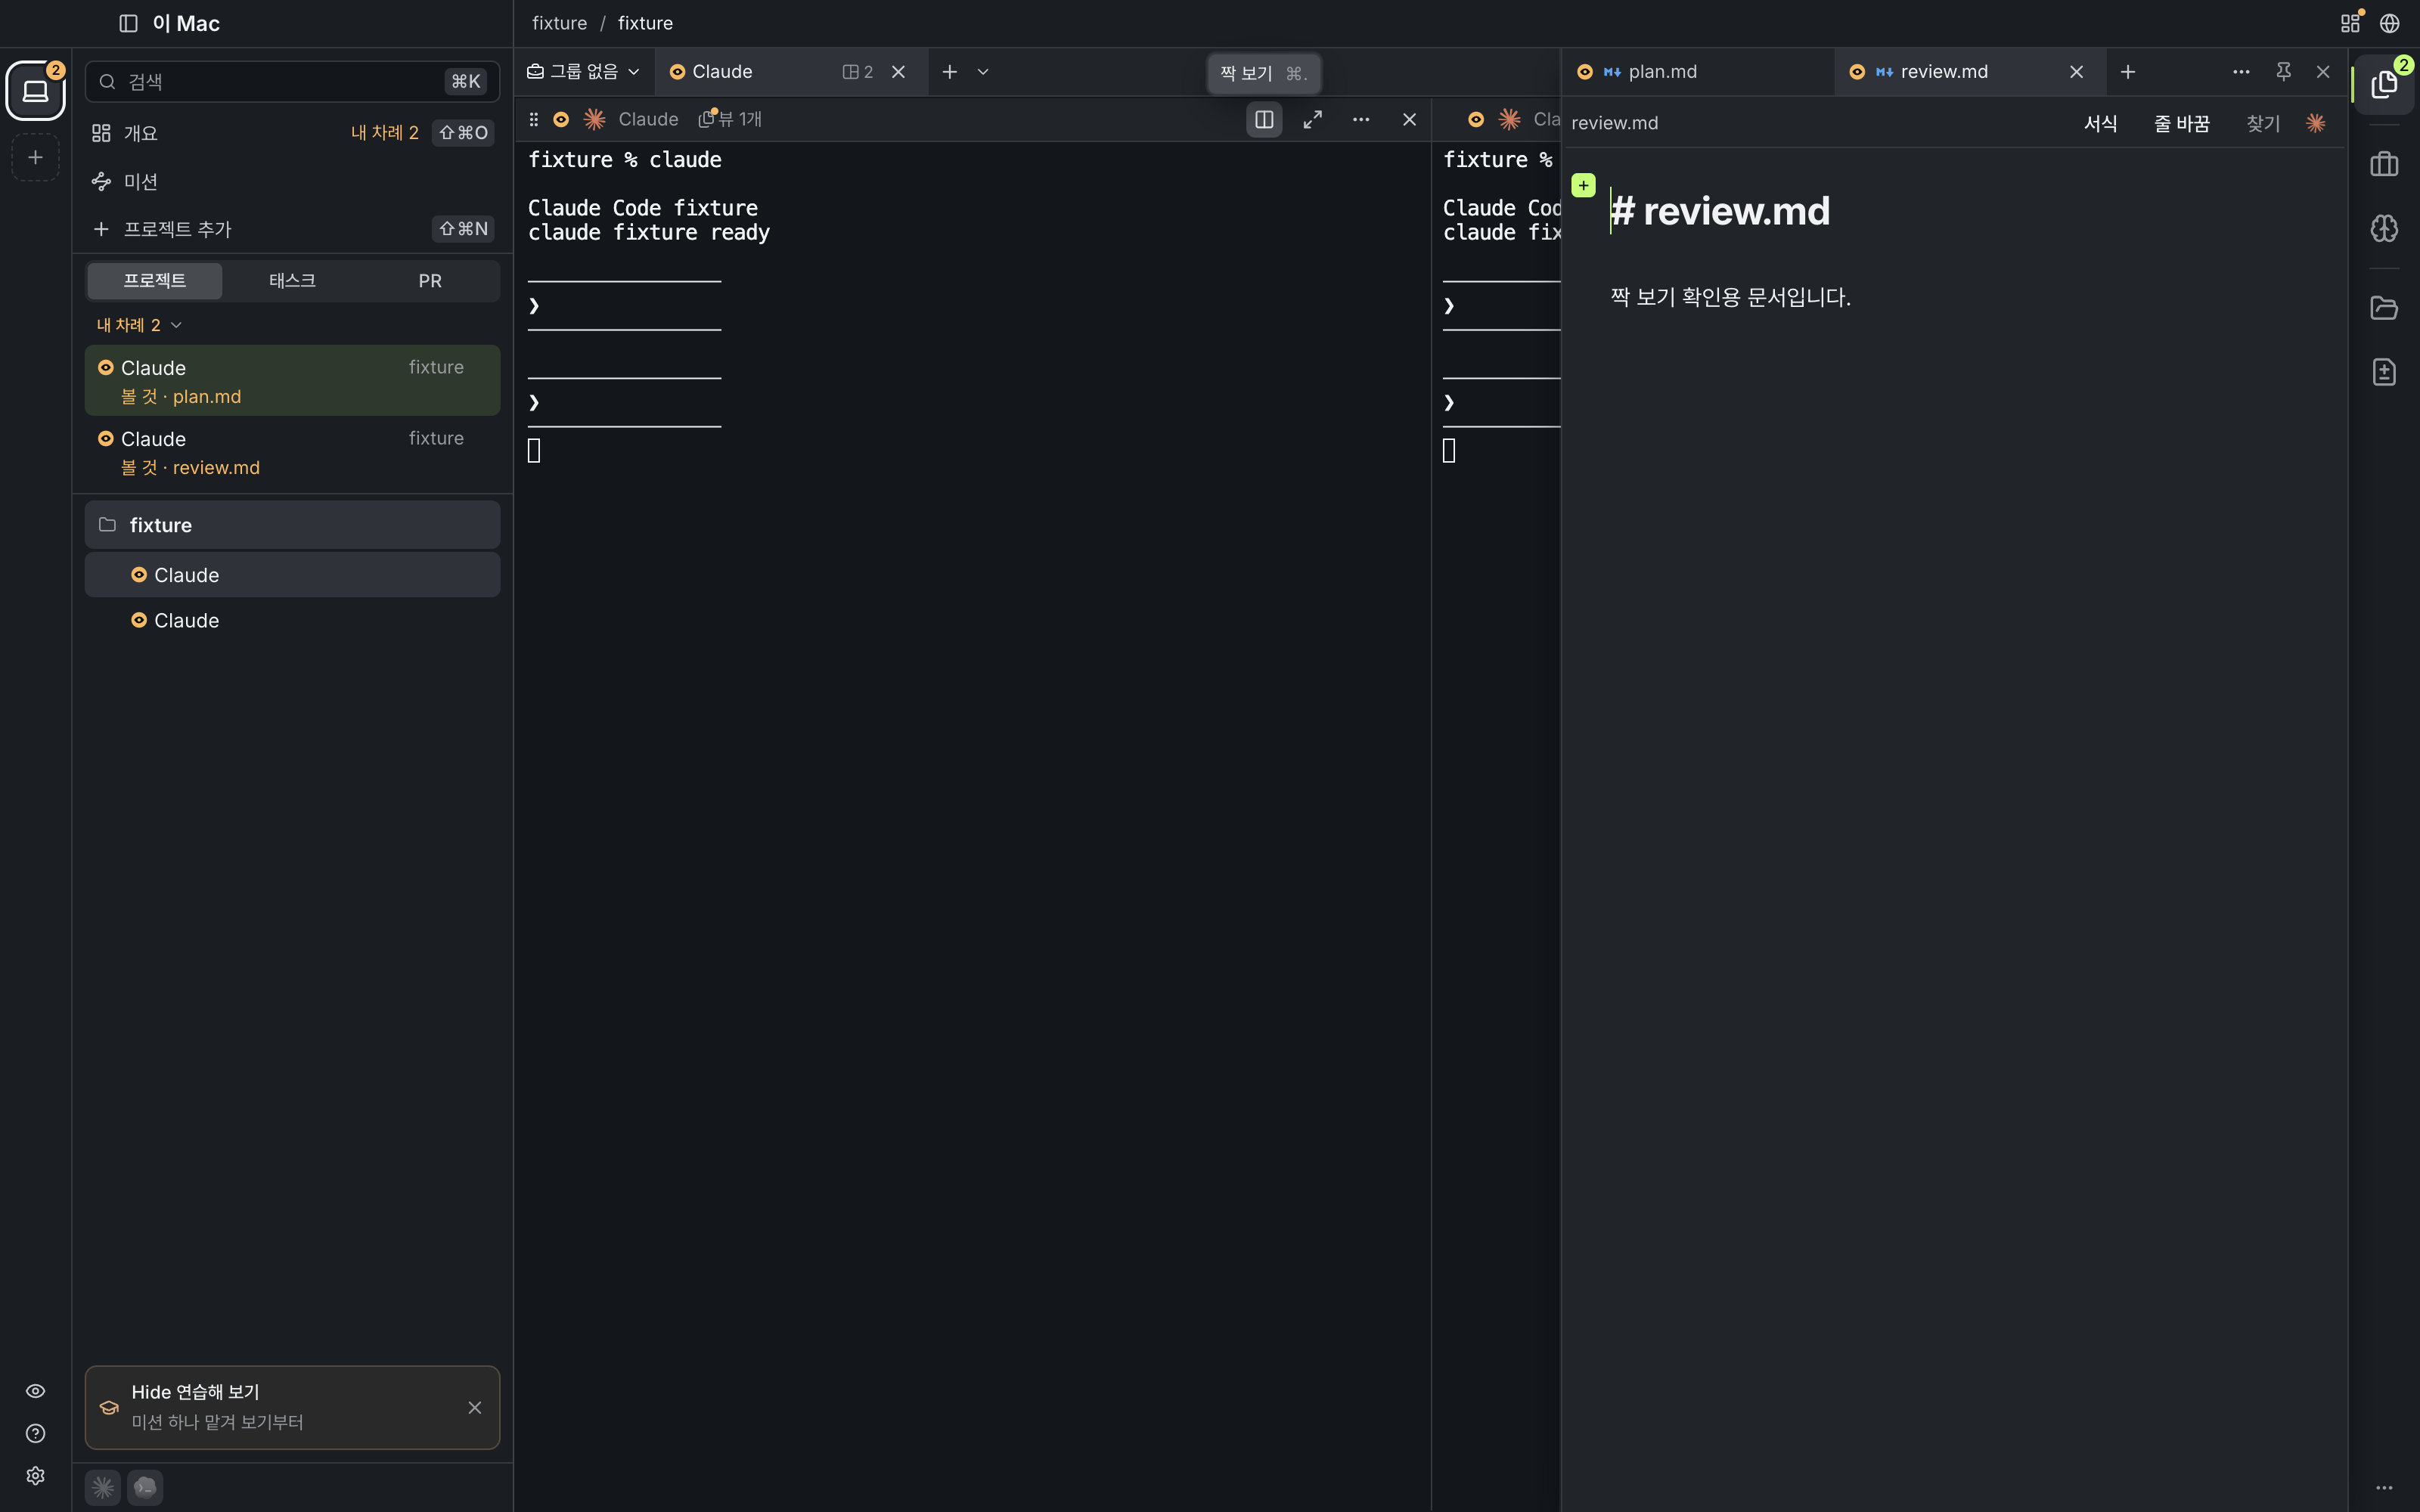 이 Mac
fixture / fixture
2
검색 ⌘K
개요 내 차례 2 ⇧⌘O
미션
프로젝트 추가 ⇧⌘N
프로젝트 태스크 PR
내 차례 2
Claude fixture
볼 것 · plan.md
Claude fixture
볼 것 · review.md
fixture
Claude
Claude
Hide 연습해 보기
미션 하나 맡겨 보기부터
그룹 없음 Claude 2
짝 보기 ⌘.
Claude 뷰 1개
fixture % claude
Claude Code fixture
claude fixture ready
❯
❯
Cla
fixture %
Claude Cod
claude fix
❯
❯
plan.md review.md
2
review.md 서식 줄 바꿈 찾기
# review.md
짝 보기 확인용 문서입니다.